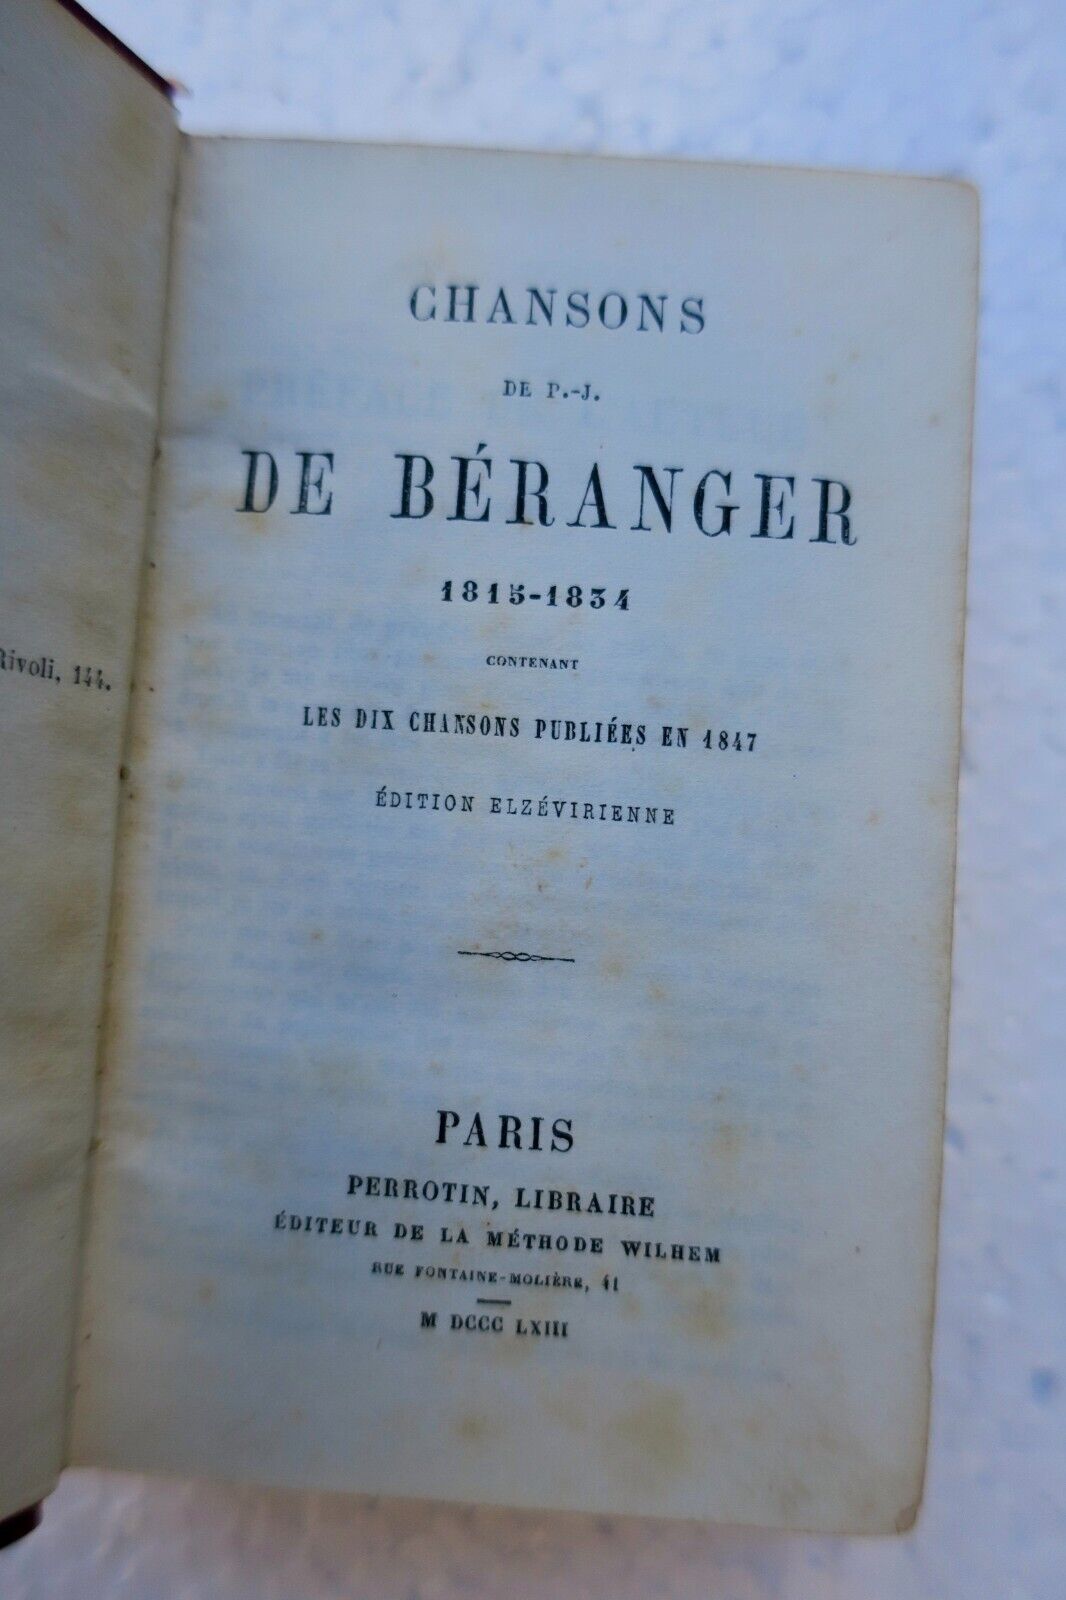 Rivoli, 144.
CHANSONS
DE P.-J.
DE BÉRANGER
1815-1834
CONTENANT
LES DIX CHANSONS PUBLIÉES EN 1847
ÉDITION ELZÉVIRIENNE
PARIS
PERROTIN, LIBRAIRE
ÉDITEUR DE LA MÉTHODE WILHEM
RUE FONTAINE-MOLIÈRE, 41
M DCCC LXIII